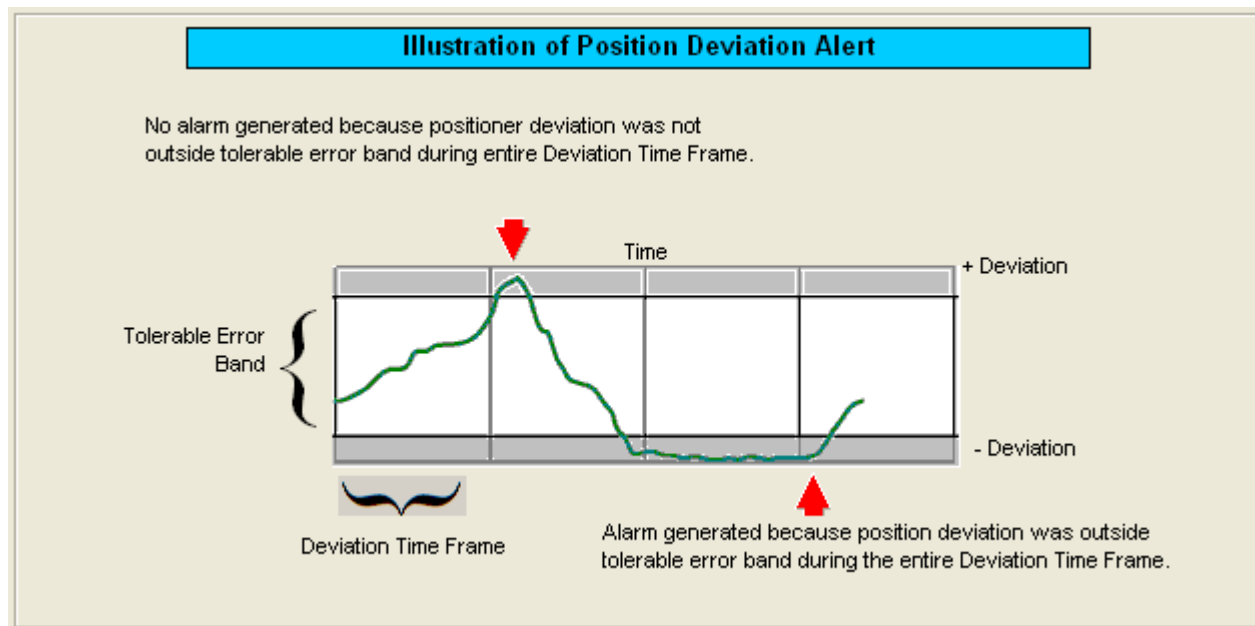 Illustration of Position Deviation Alert
No alarm generated because positioner deviation was not
outside tolerable error band during entire Deviation Time Frame.
Time
+ Deviation
Tolerable Error
Band
- Deviation
Deviation Time Frame
Alarm generated because position deviation was outside
tolerable error band during the entire Deviation Time Frame.